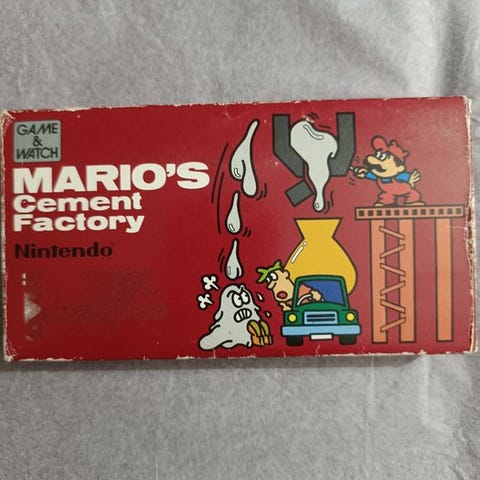 GAME
&
WATCH
MARIO'S
Cement
Factory
Nintendo®